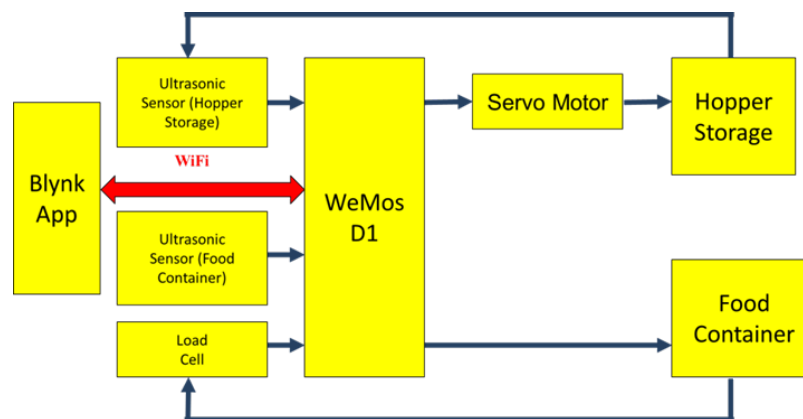 Blynk
App
Ultrasonic
Sensor (Hopper
Storage)
WiFi
Ultrasonic
Sensor (Food
Container)
Load
Cell
WeMos
D1
Servo Motor
Hopper
Storage
Food
Container